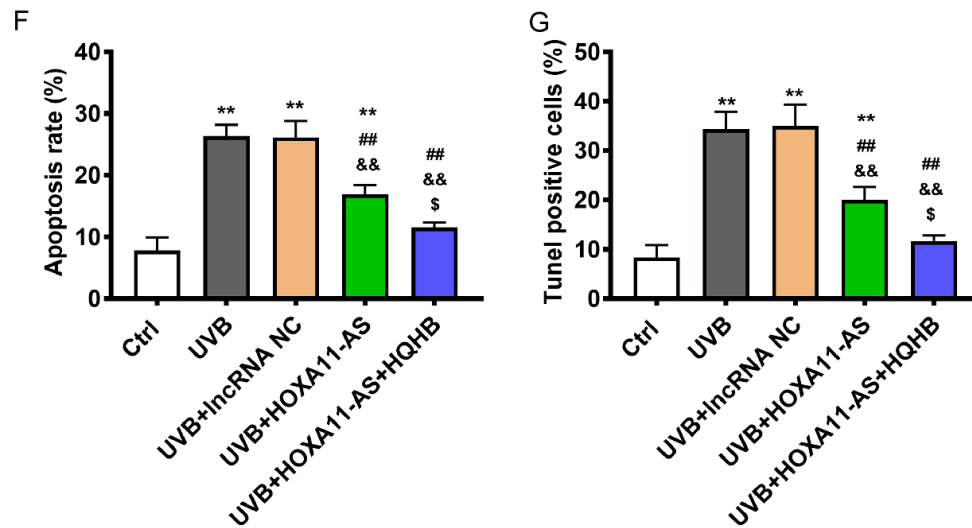 F
Apoptosis rate (%)
40
30
20
10
0
**
**
**
##
&&
##
&&
$
Ctrl
UVB
UVB+lncRNA NC
UVB+HOXA11-AS
UVB+HOXA11-AS+HQHB
G
Tunel positive cells (%)
50
40
30
20
10
0
**
**
**
##
&&
##
&&
$
Ctrl
UVB
UVB+lncRNA NC
UVB+HOXA11-AS
UVB+HOXA11-AS+HQHB